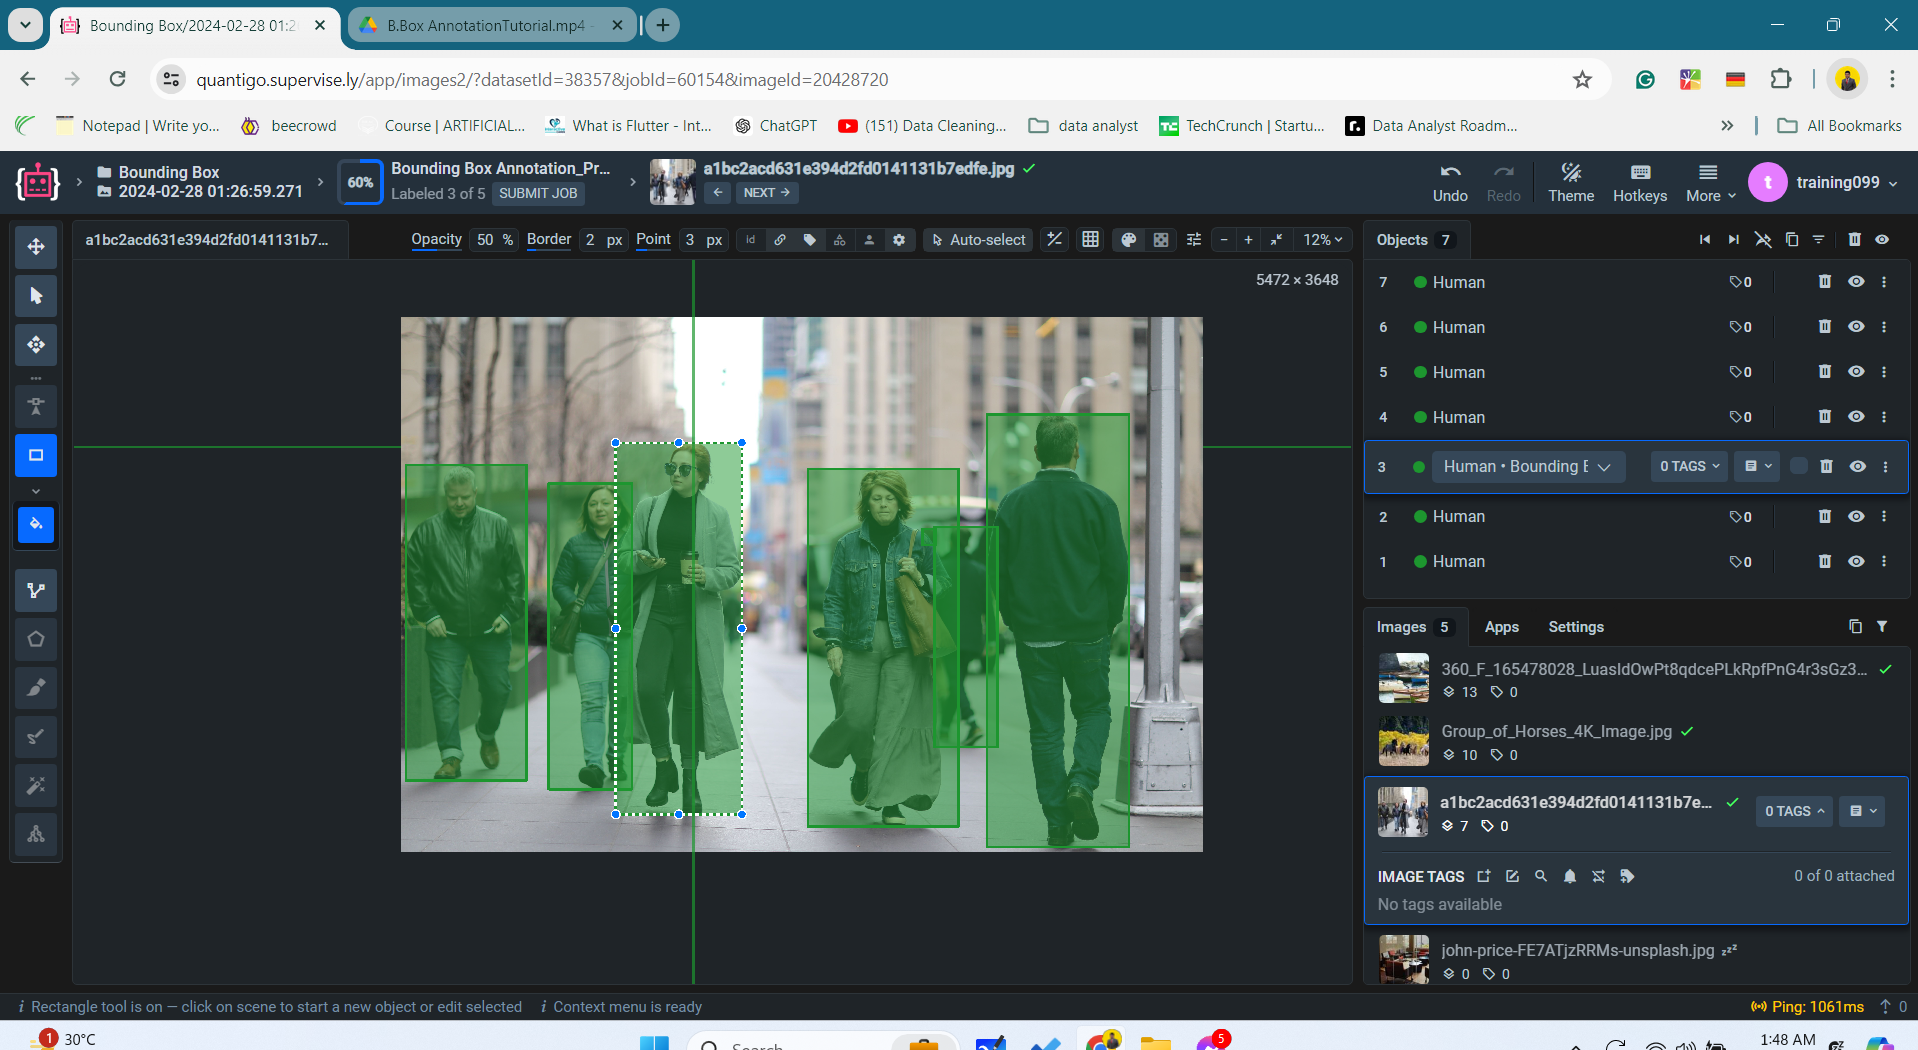 Bounding Box/2024-02-28 01:2
B.Box AnnotationTutorial.mp4 -
quantigo.supervise.ly/app/images2/?datasetId=38357&jobId=60154&imageId=20428720
Notepad | Write yo...
beecrowd
Course | ARTIFICIAL...
What is Flutter - Int...
ChatGPT
(151) Data Cleaning...
data analyst
TechCrunch | Startu...
Data Analyst Roadm...
All Bookmarks
Bounding Box
2024-02-28 01:26:59.271
60%
Bounding Box Annotation_Pr...
Labeled 3 of 5
SUBMIT JOB
a1bc2acd631e394d2fd0141131b7edfe.jpg
NEXT
Undo
Redo
Theme
Hotkeys
More
t
training099
a1bc2acd631e394d2fd0141131b7...
Opacity 50 %
Border 2 px
Point 3 px
Id
Auto-select
12%
5472 × 3648
Objects 7
7 Human 0
6 Human 0
5 Human 0
4 Human 0
3 Human • Bounding E 0 TAGS
2 Human 0
1 Human 0
Images 5
Apps
Settings
360_F_165478028_LuasIdOwPt8qdcePLkRpfPnG4r3sGz3...
13 0
Group_of_Horses_4K_Image.jpg
10 0
a1bc2acd631e394d2fd0141131b7e...
0 TAGS
7 0
IMAGE TAGS
0 of 0 attached
No tags available
john-price-FE7ATjzRRMs-unsplash.jpg zzz
0 0
i Rectangle tool is on — click on scene to start a new object or edit selected
i Context menu is ready
Ping: 1061ms
0
1
30°C
Search
5
1:48 AM